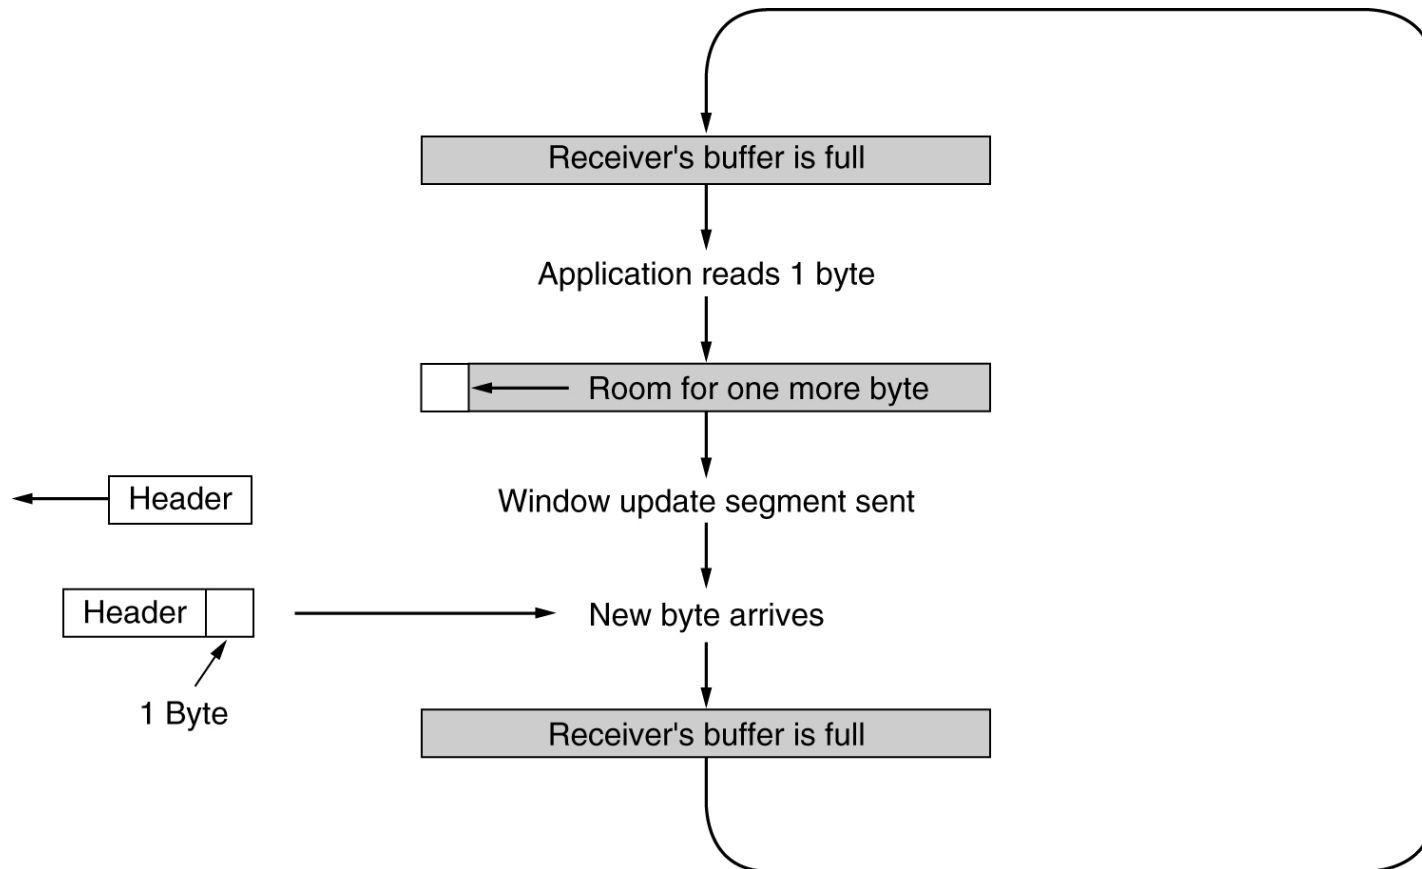 Receiver's buffer is full
Application reads 1 byte
Room for one more byte
Header
Window update segment sent
Header
New byte arrives
1 Byte
Receiver's buffer is full